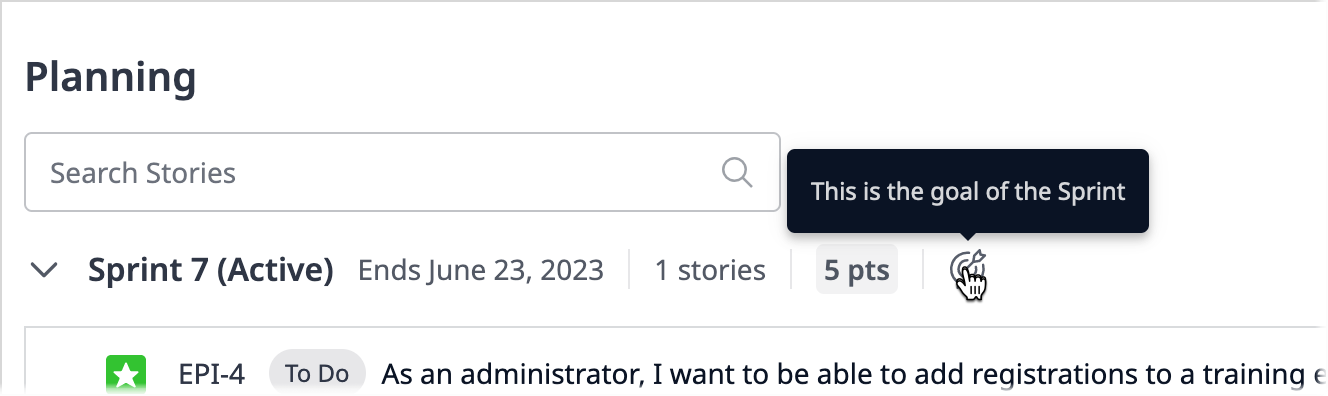 Planning
Search Stories
This is the goal of the Sprint
Sprint 7 (Active) Ends June 23, 2023 1 stories 5 pts
EPI-4 To Do As an administrator, I want to be able to add registrations to a training